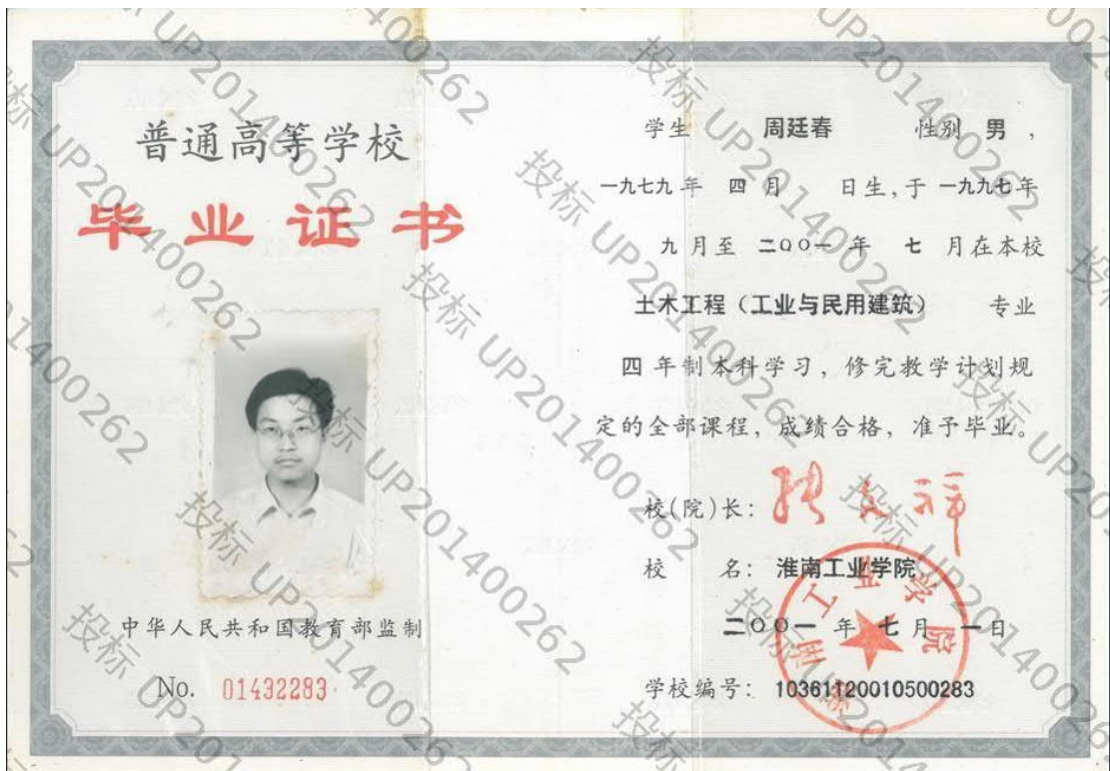 普通高等学校
毕业证书
中华人民共和国教育部监制
No. 01432283
学生 周廷春 性别 男,
一九七九年 四月 日生,于 一九九七年
九月至 二〇〇一年 七月在本校
土木工程(工业与民用建筑) 专业
四年制本科学习,修完教学计划规
定的全部课程,成绩合格,准予毕业。
校(院)长:
校 名: 淮南工业学院
二〇〇一年 七月 一日
学校编号: 10361120010500283
淮南工业学院
投标 UP201400262